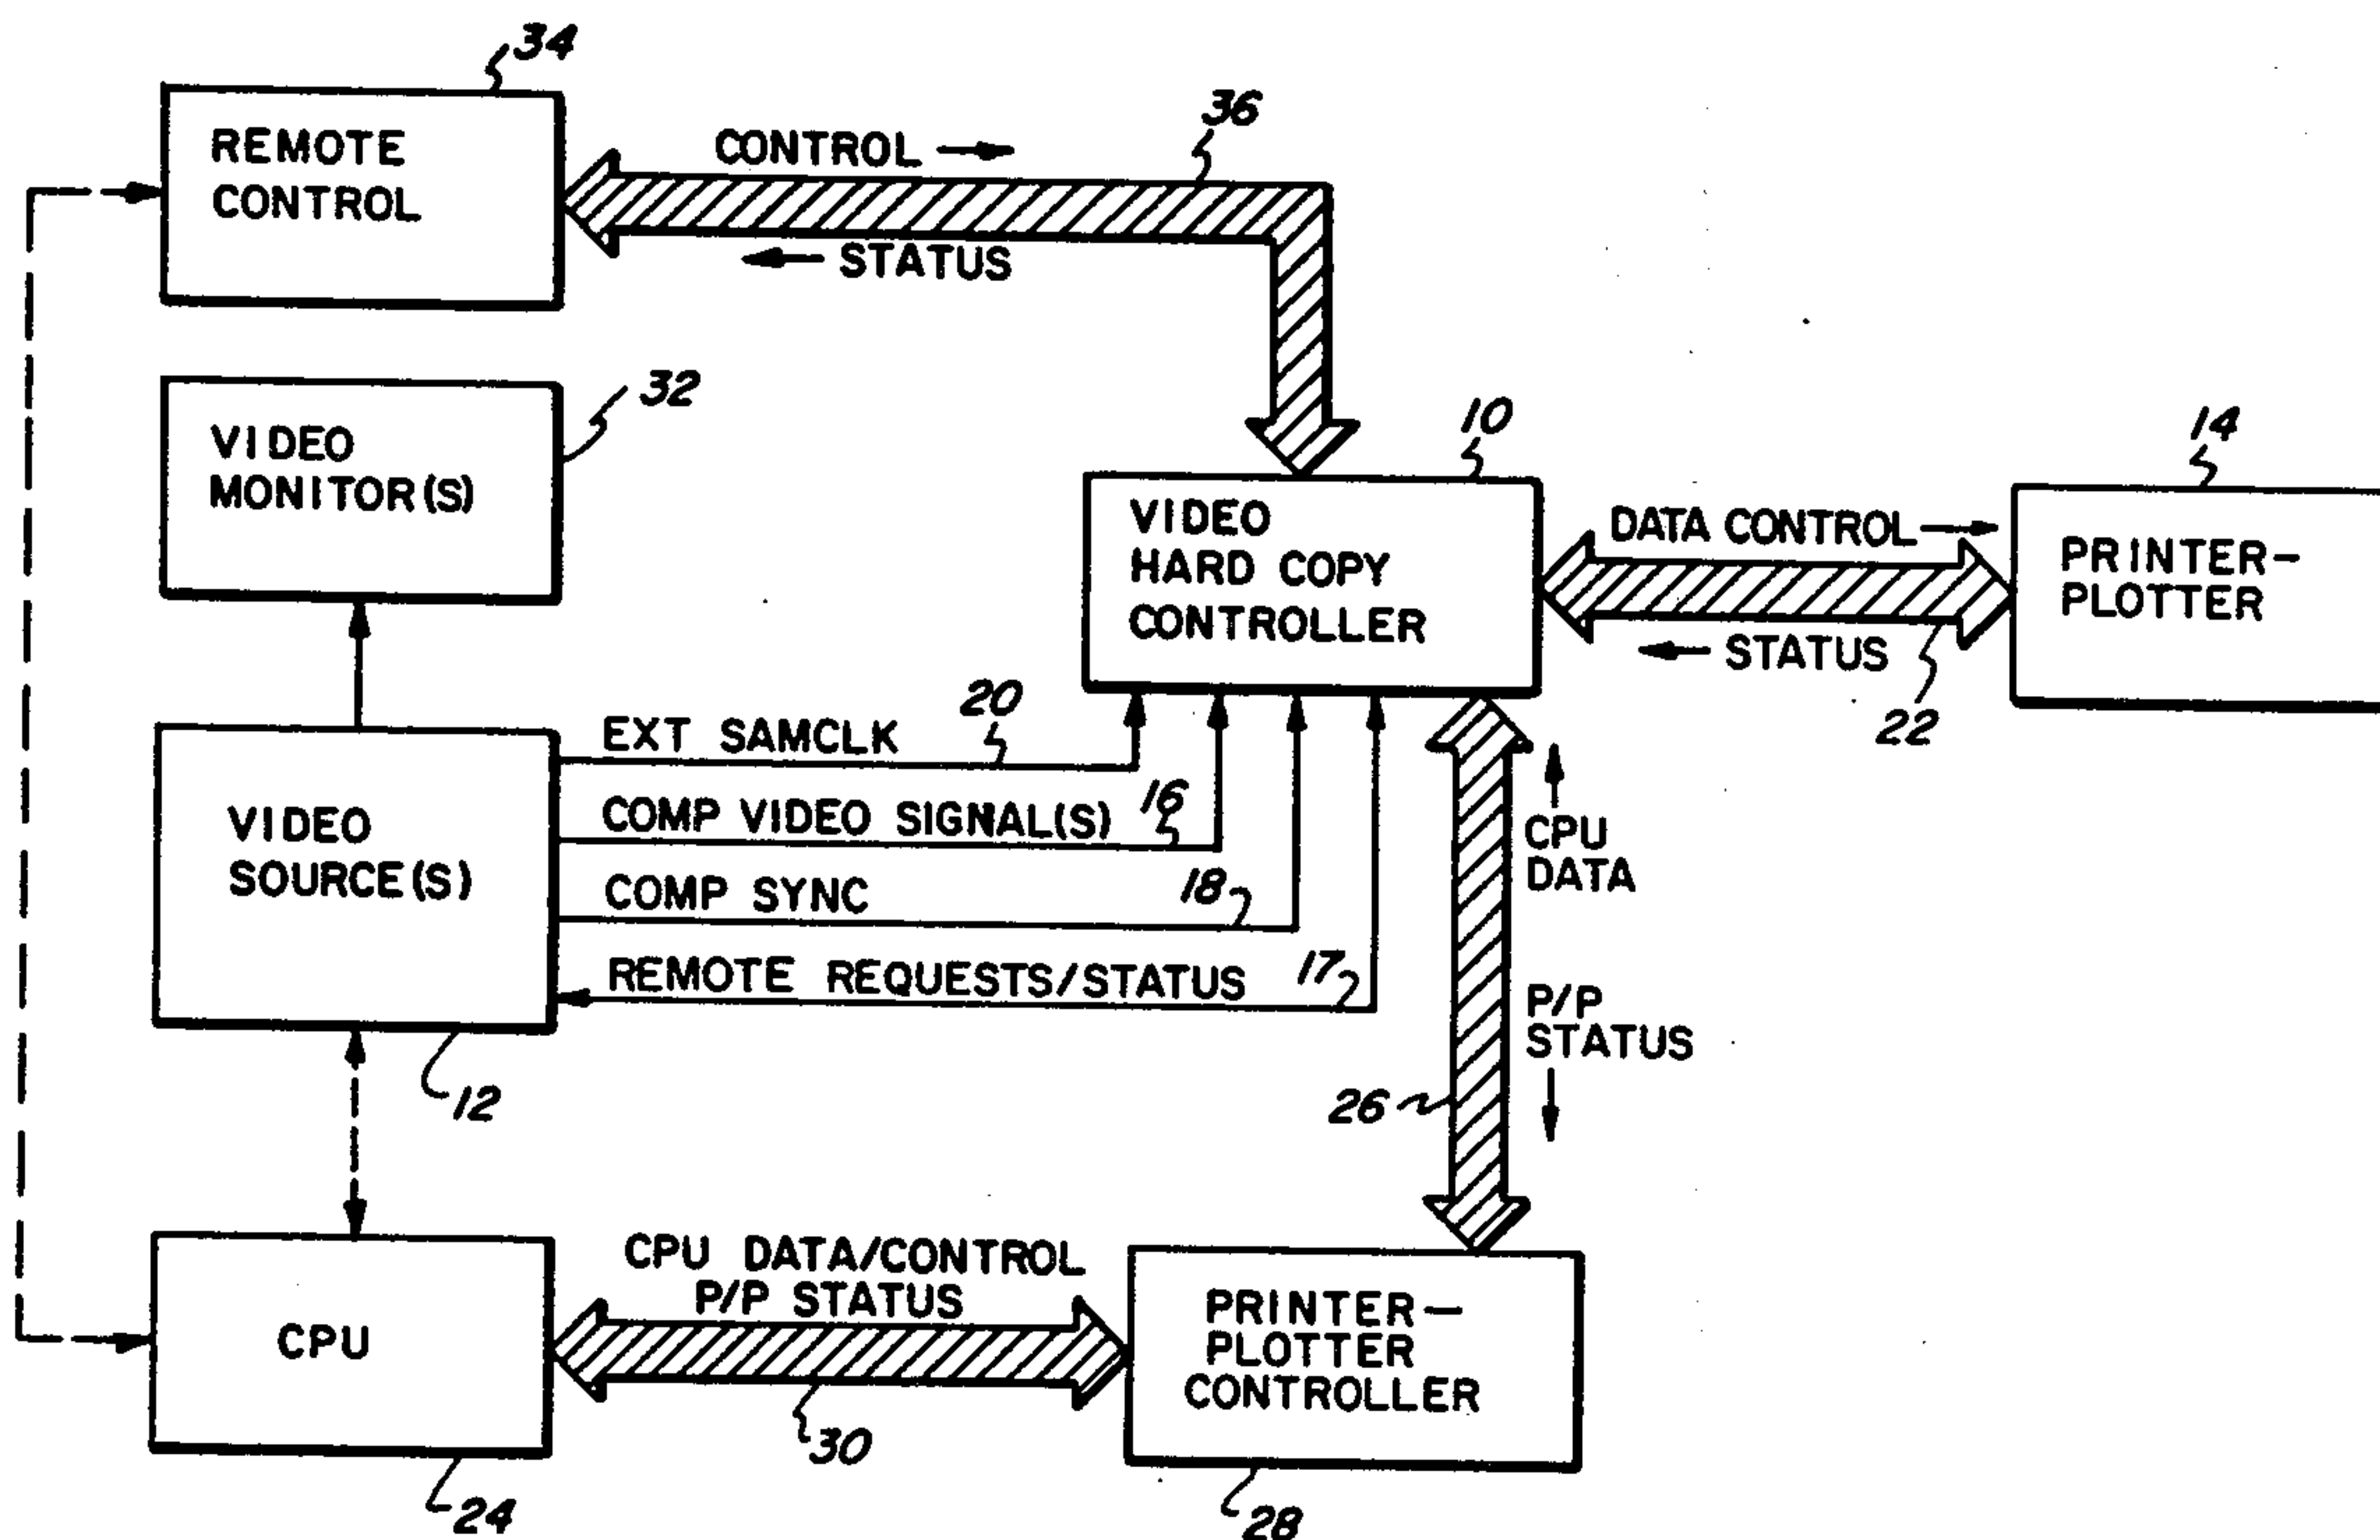 34
REMOTE
CONTROL
CONTROL
36
STATUS
VIDEO
MONITOR(S)
32
10
VIDEO
HARD COPY
CONTROLLER
14
DATA CONTROL
STATUS
22
PRINTER-
PLOTTER
VIDEO
SOURCE(S)
12
EXT SAMCLK
20
COMP VIDEO SIGNAL(S)
16
COMP SYNC
18
REMOTE REQUESTS/STATUS
17
CPU
DATA
P/P
STATUS
26
CPU
24
CPU DATA/CONTROL
P/P STATUS
30
PRINTER-
PLOTTER
CONTROLLER
28